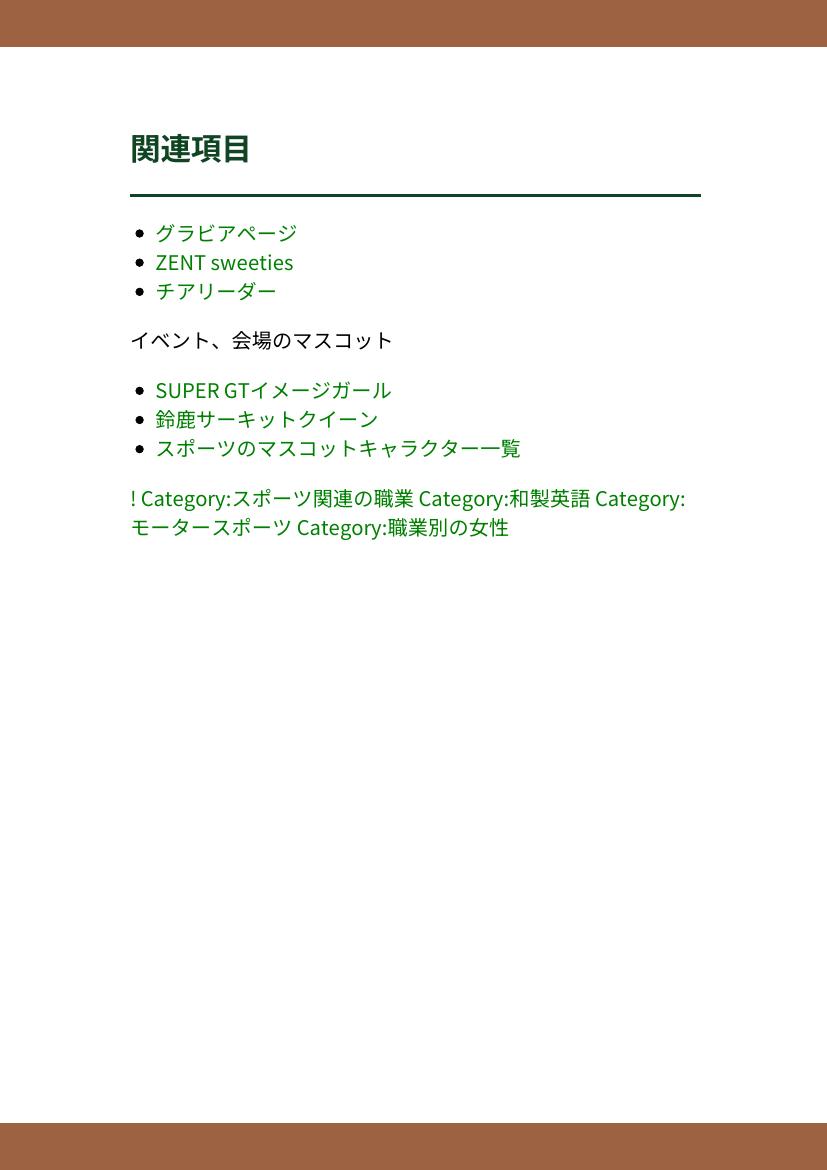 関連項目
グラビアページ
ZENT sweeties
チアリーダー
イベント、会場のマスコット
SUPER GTイメージガール
鈴鹿サーキットクイーン
スポーツのマスコットキャラクター一覧
! Category:スポーツ関連の職業 Category:和製英語 Category:
モータースポーツ Category:職業別の女性